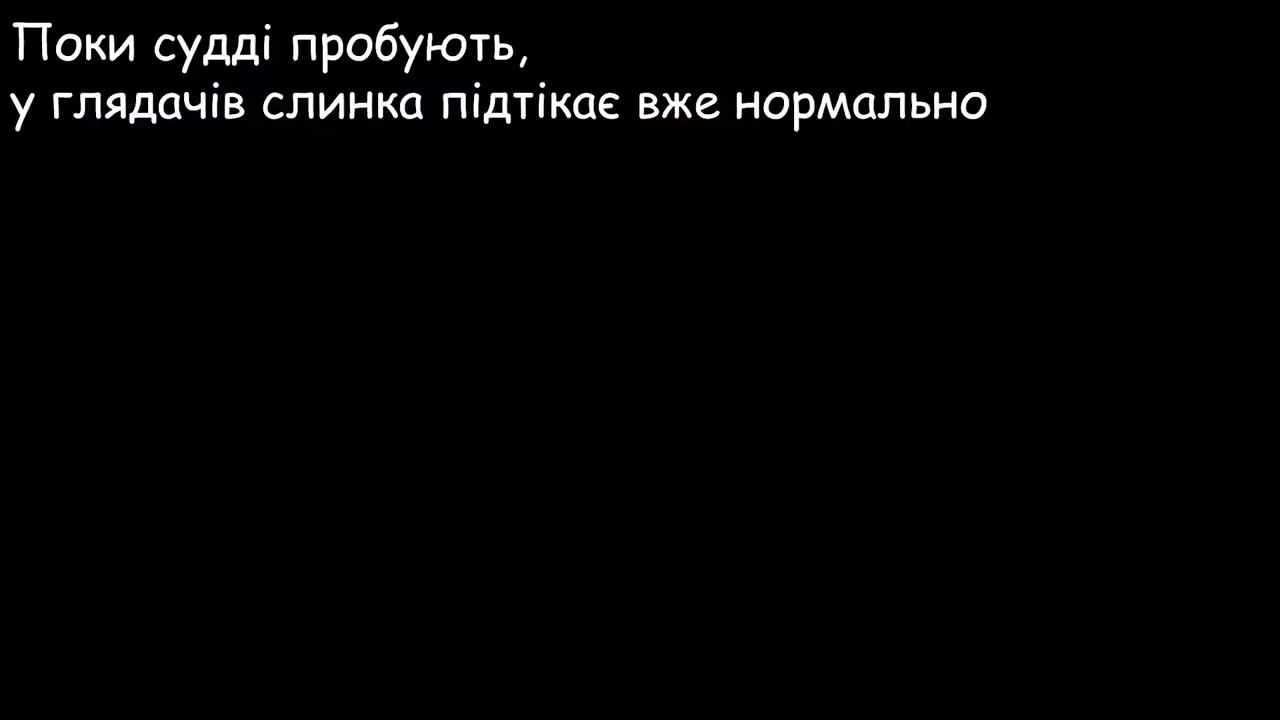 Поки судді пробують,
у глядачів слинка підтікає вже нормально